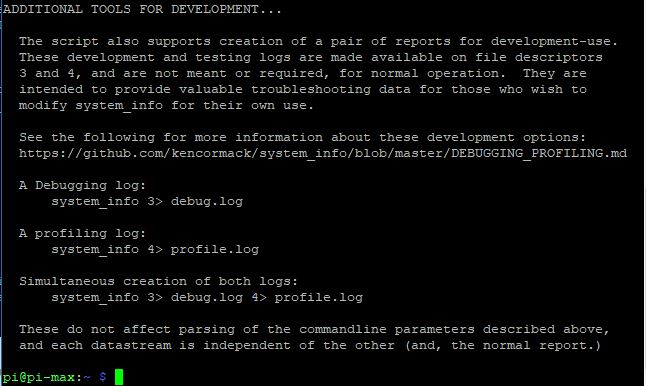 ADDITIONAL TOOLS FOR DEVELOPMENT...
The script also supports creation of a pair of reports for development-use.
These development and testing logs are made available on file descriptors
3 and 4, and are not meant or required, for normal operation.  They are
intended to provide valuable troubleshooting data for those who wish to
modify system_info for their own use.
See the following for more information about these development options:
https://github.com/kencormack/system_info/blob/master/DEBUGGING_PROFILING.md
A Debugging log:
system_info 3> debug.log
A profiling log:
system_info 4> profile.log
Simultaneous creation of both logs:
system_info 3> debug.log 4> profile.log
These do not affect parsing of the commandline parameters described above,
and each datastream is independent of the other (and, the normal report.)
pi@pi-max:~ $